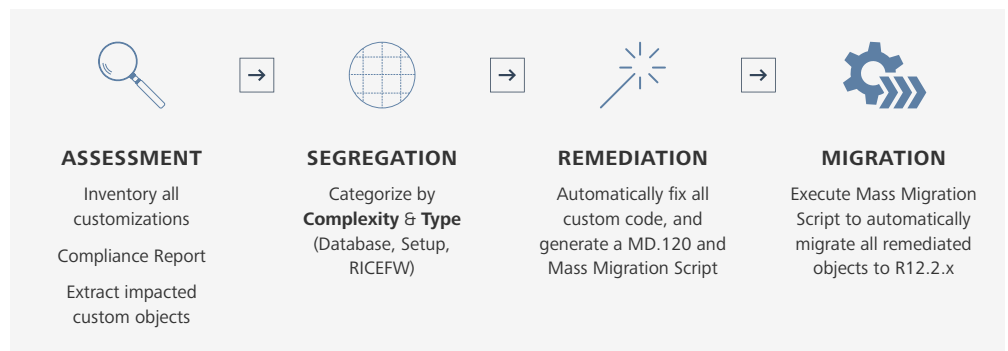 ASSESSMENT
Inventory all
customizations
Compliance Report
Extract impacted
custom objects
SEGREGATION
Categorize by
Complexity & Type
(Database, Setup,
RICEFW)
REMEDIATION
Automatically fix all
custom code, and
generate a MD.120 and
Mass Migration Script
MIGRATION
Execute Mass Migration
Script to automatically
migrate all remediated
objects to R12.2.x